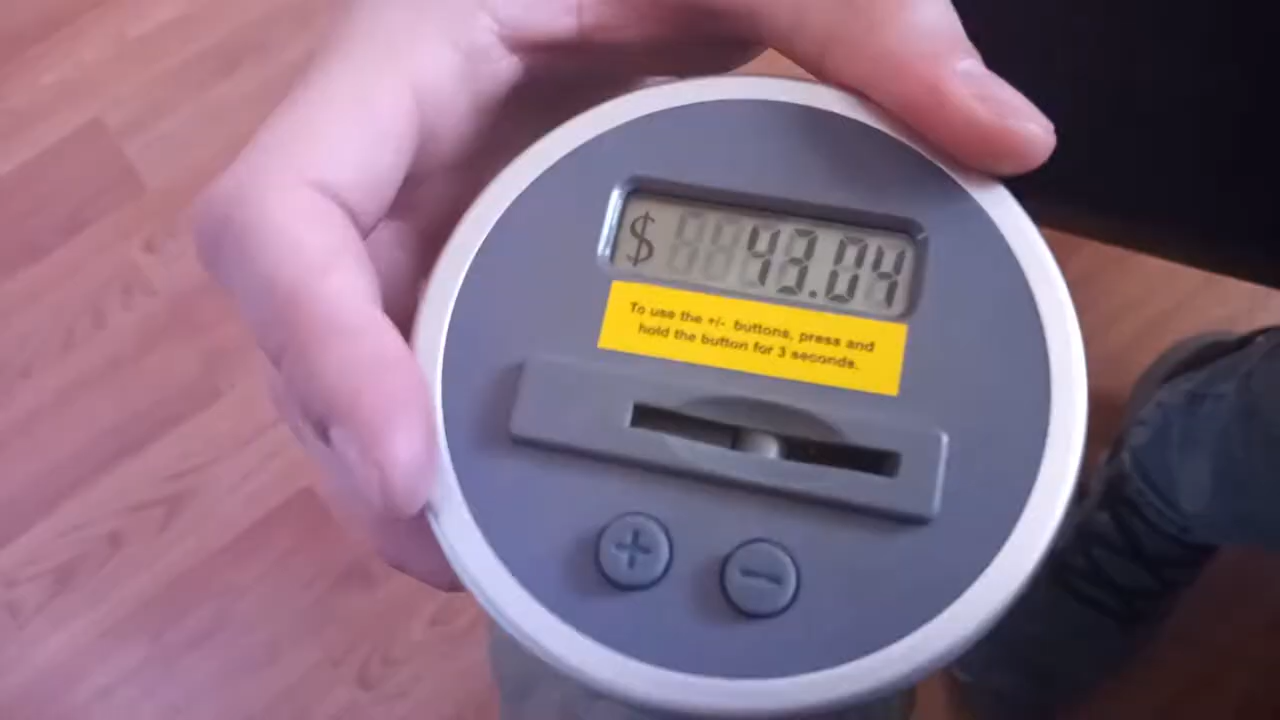 $ 43.04
To use the +/- buttons, press and
hold the button for 3 seconds.
+ −